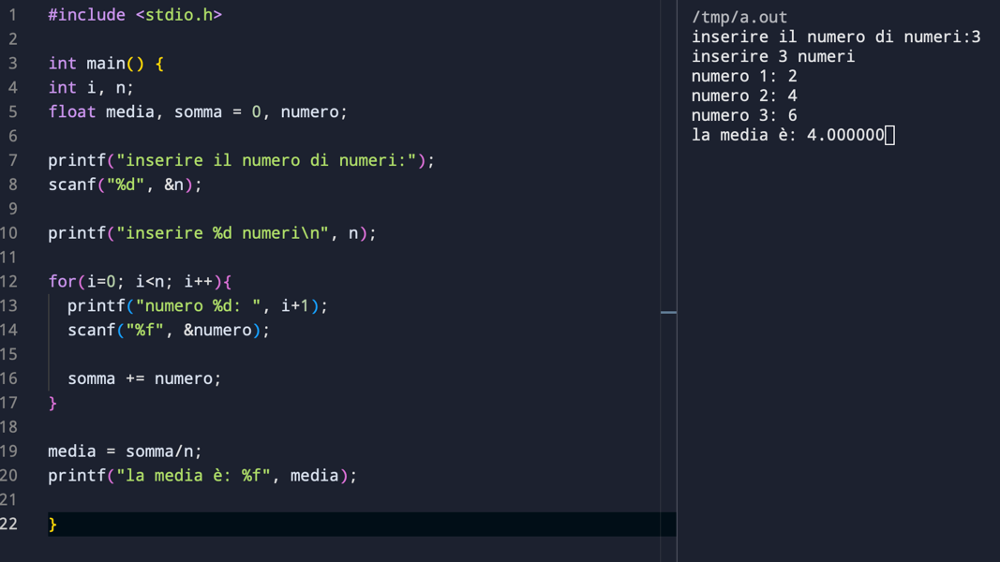 1 #include <stdio.h>
2
3 int main() {
4 int i, n;
5 float media, somma = 0, numero;
6
7 printf("inserire il numero di numeri:");
8 scanf("%d", &n);
9
10 printf("inserire %d numeri\n", n);
11
12 for(i=0; i<n; i++){
13 printf("numero %d: ", i+1);
14 scanf("%f", &numero);
15
16 somma += numero;
17 }
18
19 media = somma/n;
20 printf("la media è: %f", media);
21
22 }
/tmp/a.out
inserire il numero di numeri:3
inserire 3 numeri
numero 1: 2
numero 2: 4
numero 3: 6
la media è: 4.000000